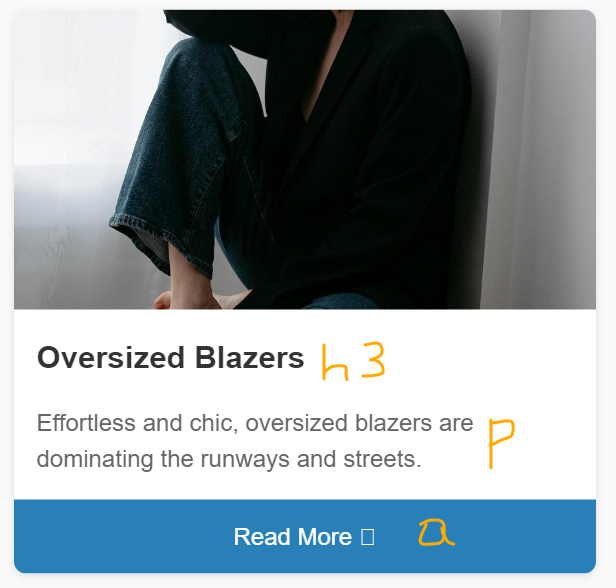 Oversized Blazers h3
Effortless and chic, oversized blazers are
dominating the runways and streets. P
Read More a